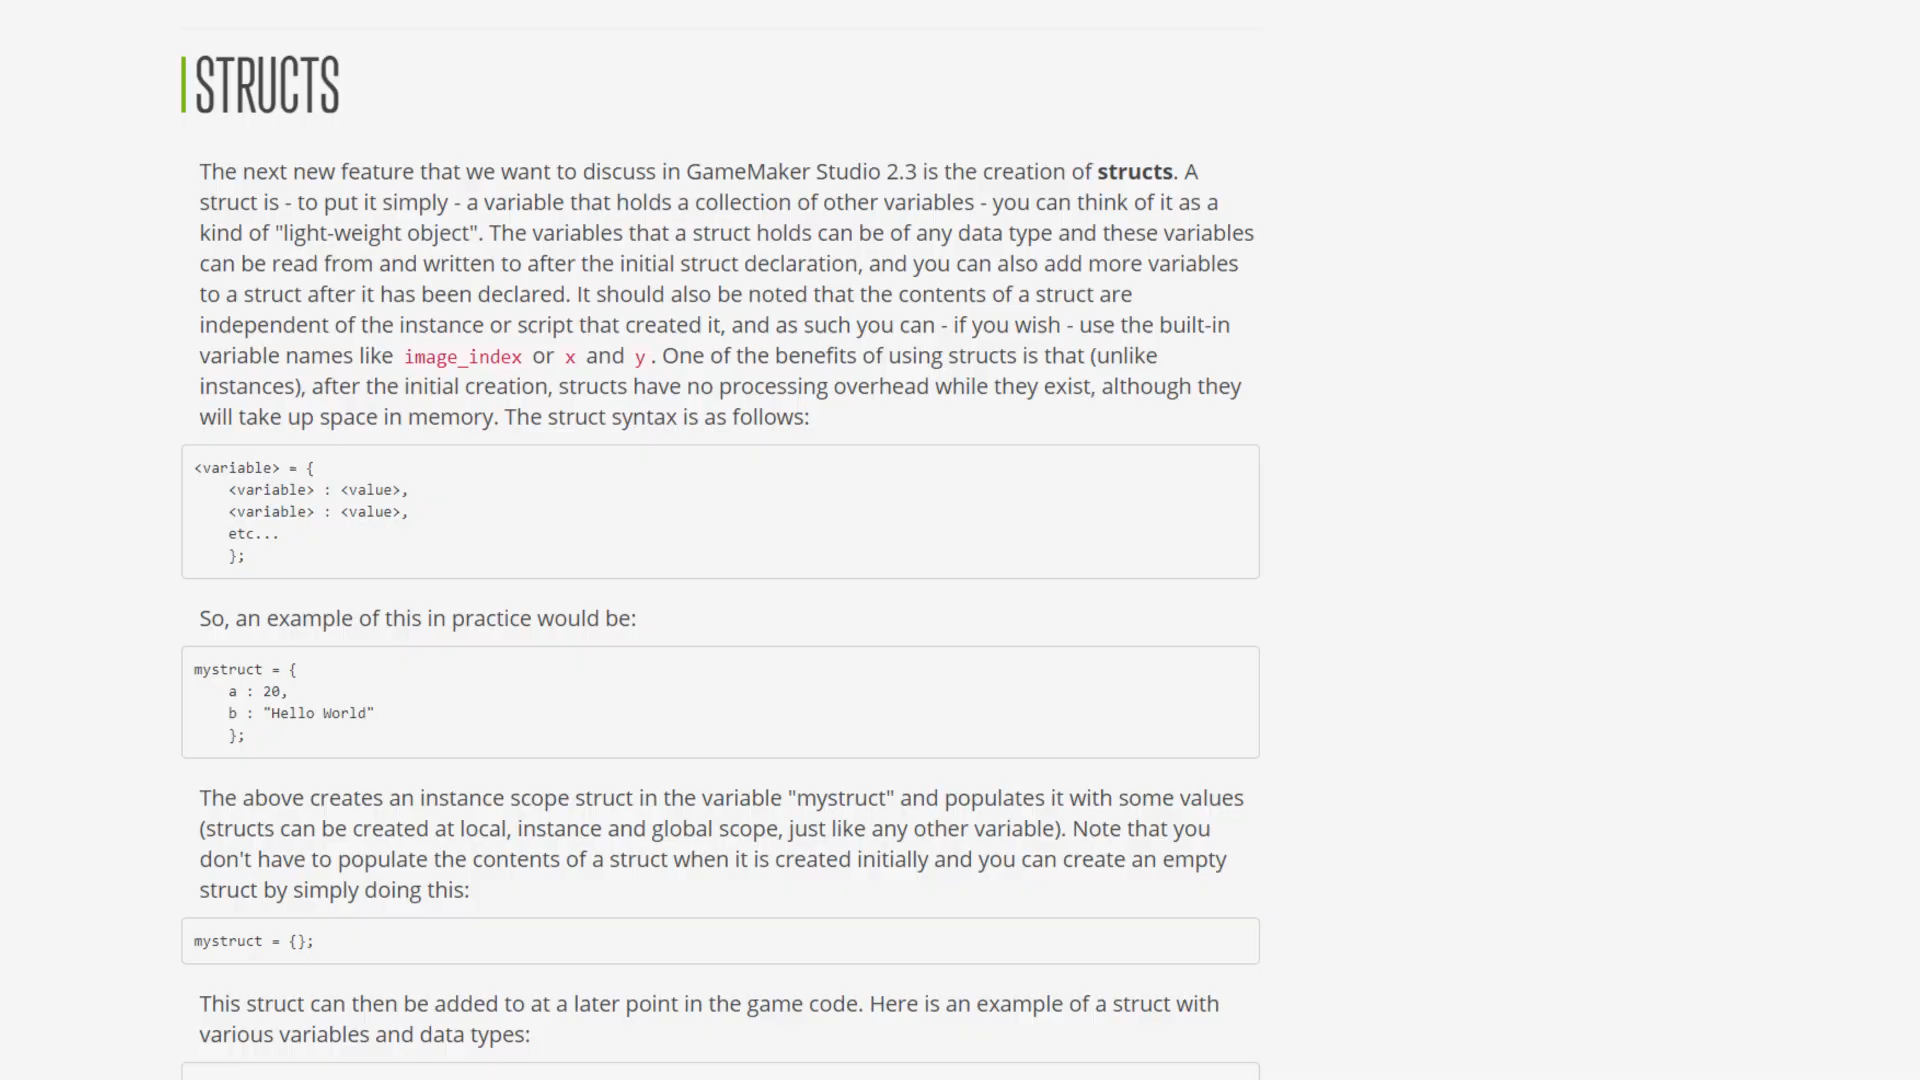 STRUCTS
The next new feature that we want to discuss in GameMaker Studio 2.3 is the creation of structs. A
struct is - to put it simply - a variable that holds a collection of other variables - you can think of it as a
kind of "light-weight object". The variables that a struct holds can be of any data type and these variables
can be read from and written to after the initial struct declaration, and you can also add more variables
to a struct after it has been declared. It should also be noted that the contents of a struct are
independent of the instance or script that created it, and as such you can - if you wish - use the built-in
variable names like image_index or x and y. One of the benefits of using structs is that (unlike
instances), after the initial creation, structs have no processing overhead while they exist, although they
will take up space in memory. The struct syntax is as follows:
<variable> = {
    <variable> : <value>,
    <variable> : <value>,
    etc...
    };
So, an example of this in practice would be:
mystruct = {
    a : 20,
    b : "Hello World"
    };
The above creates an instance scope struct in the variable "mystruct" and populates it with some values
(structs can be created at local, instance and global scope, just like any other variable). Note that you
don't have to populate the contents of a struct when it is created initially and you can create an empty
struct by simply doing this:
mystruct = {};
This struct can then be added to at a later point in the game code. Here is an example of a struct with
various variables and data types: